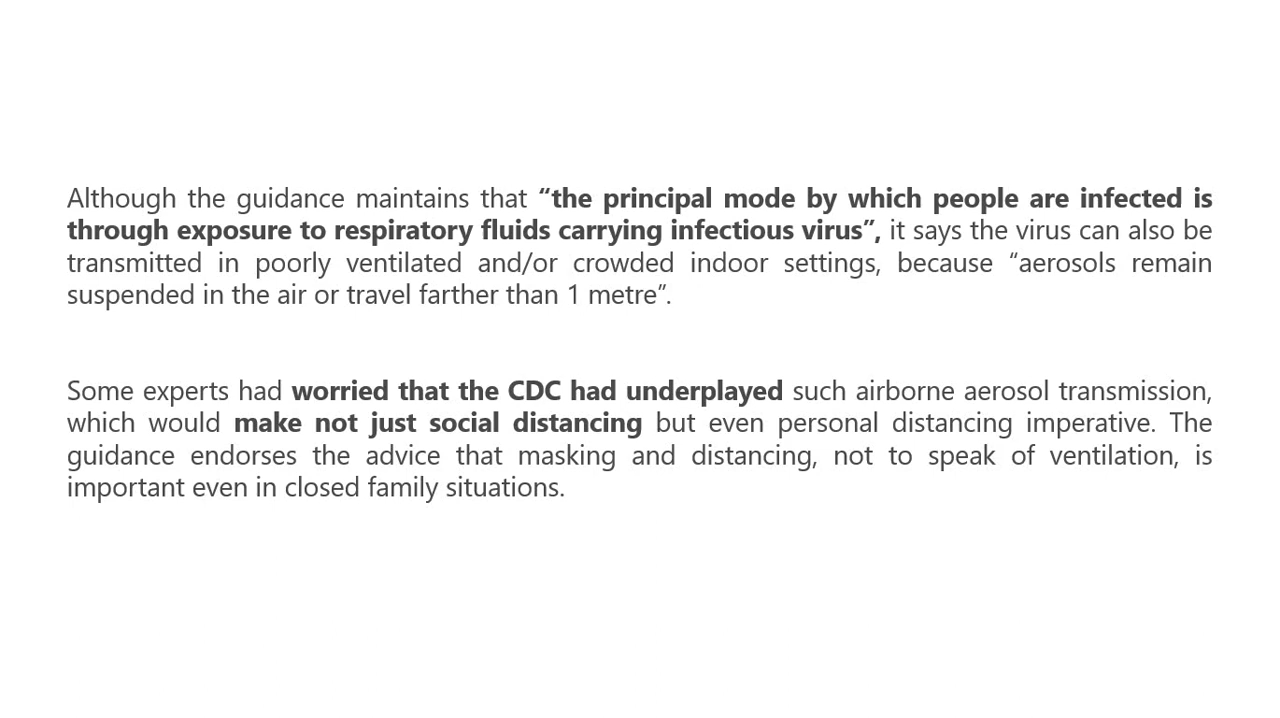 Although the guidance maintains that “the principal mode by which people are infected is
through exposure to respiratory fluids carrying infectious virus”, it says the virus can also be
transmitted in poorly ventilated and/or crowded indoor settings, because “aerosols remain
suspended in the air or travel farther than 1 metre”.
Some experts had worried that the CDC had underplayed such airborne aerosol transmission,
which would make not just social distancing but even personal distancing imperative. The
guidance endorses the advice that masking and distancing, not to speak of ventilation, is
important even in closed family situations.